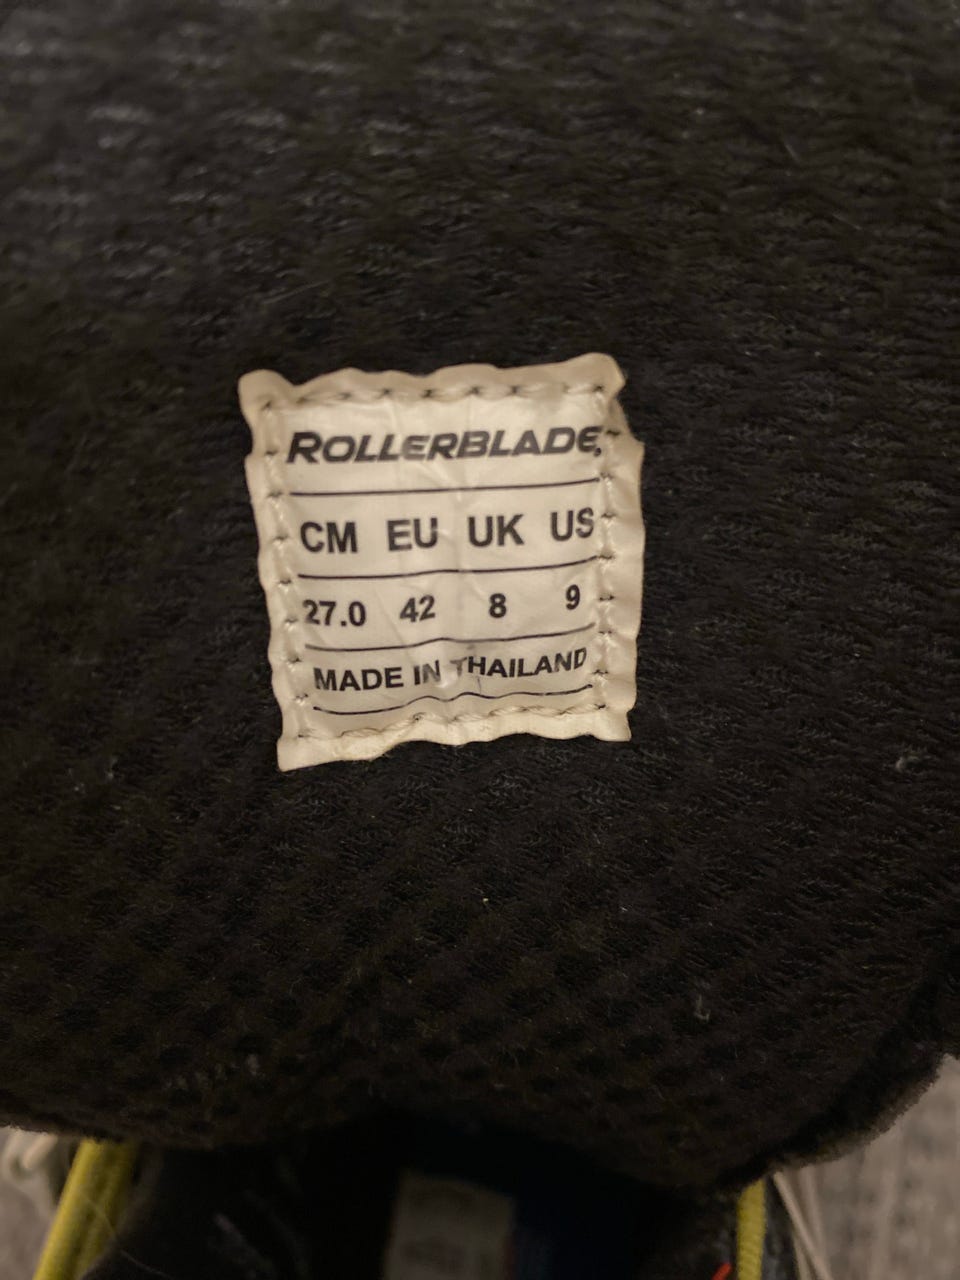 ROLLERBLADE.
CM EU UK US
27.0 42 8 9
MADE IN THAILAND